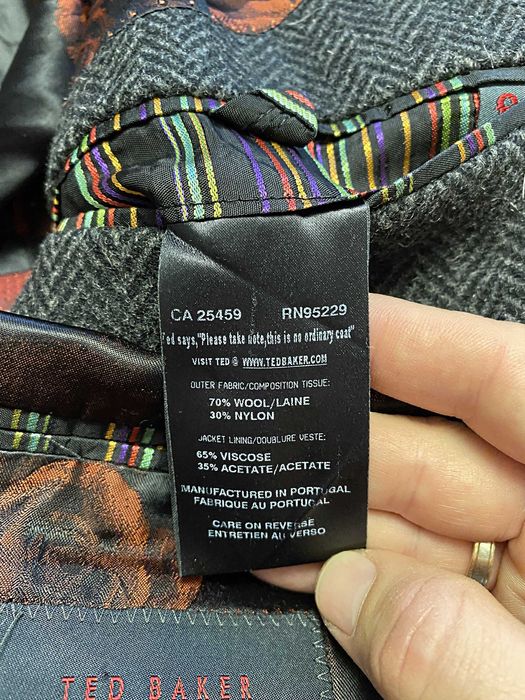 CA 25459 RN95229
ed says, "Please take note, this is no ordinary coat"
VISIT TED @ WWW.TEDBAKER.COM
OUTER FABRIC/COMPOSITION TISSUE:
70% WOOL/LAINE
30% NYLON
JACKET LINING/DOUBLURE VESTE:
65% VISCOSE
35% ACETATE/ACETATE
MANUFACTURED IN PORTUGAL
FABRIQUE AU PORTUGAL
CARE ON REVERSE
ENTRETIEN AU VERSO
TED BAKER